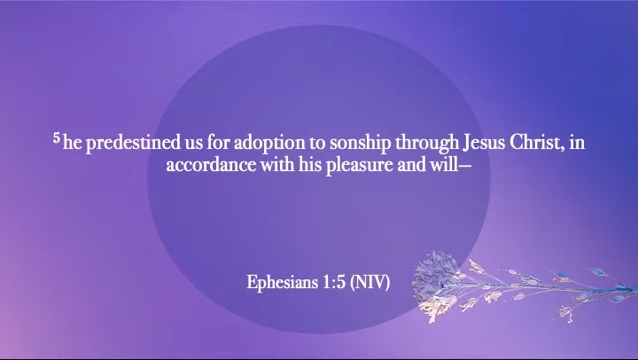 5 he predestined us for adoption to sonship through Jesus Christ, in
accordance with his pleasure and will—
Ephesians 1:5 (NIV)